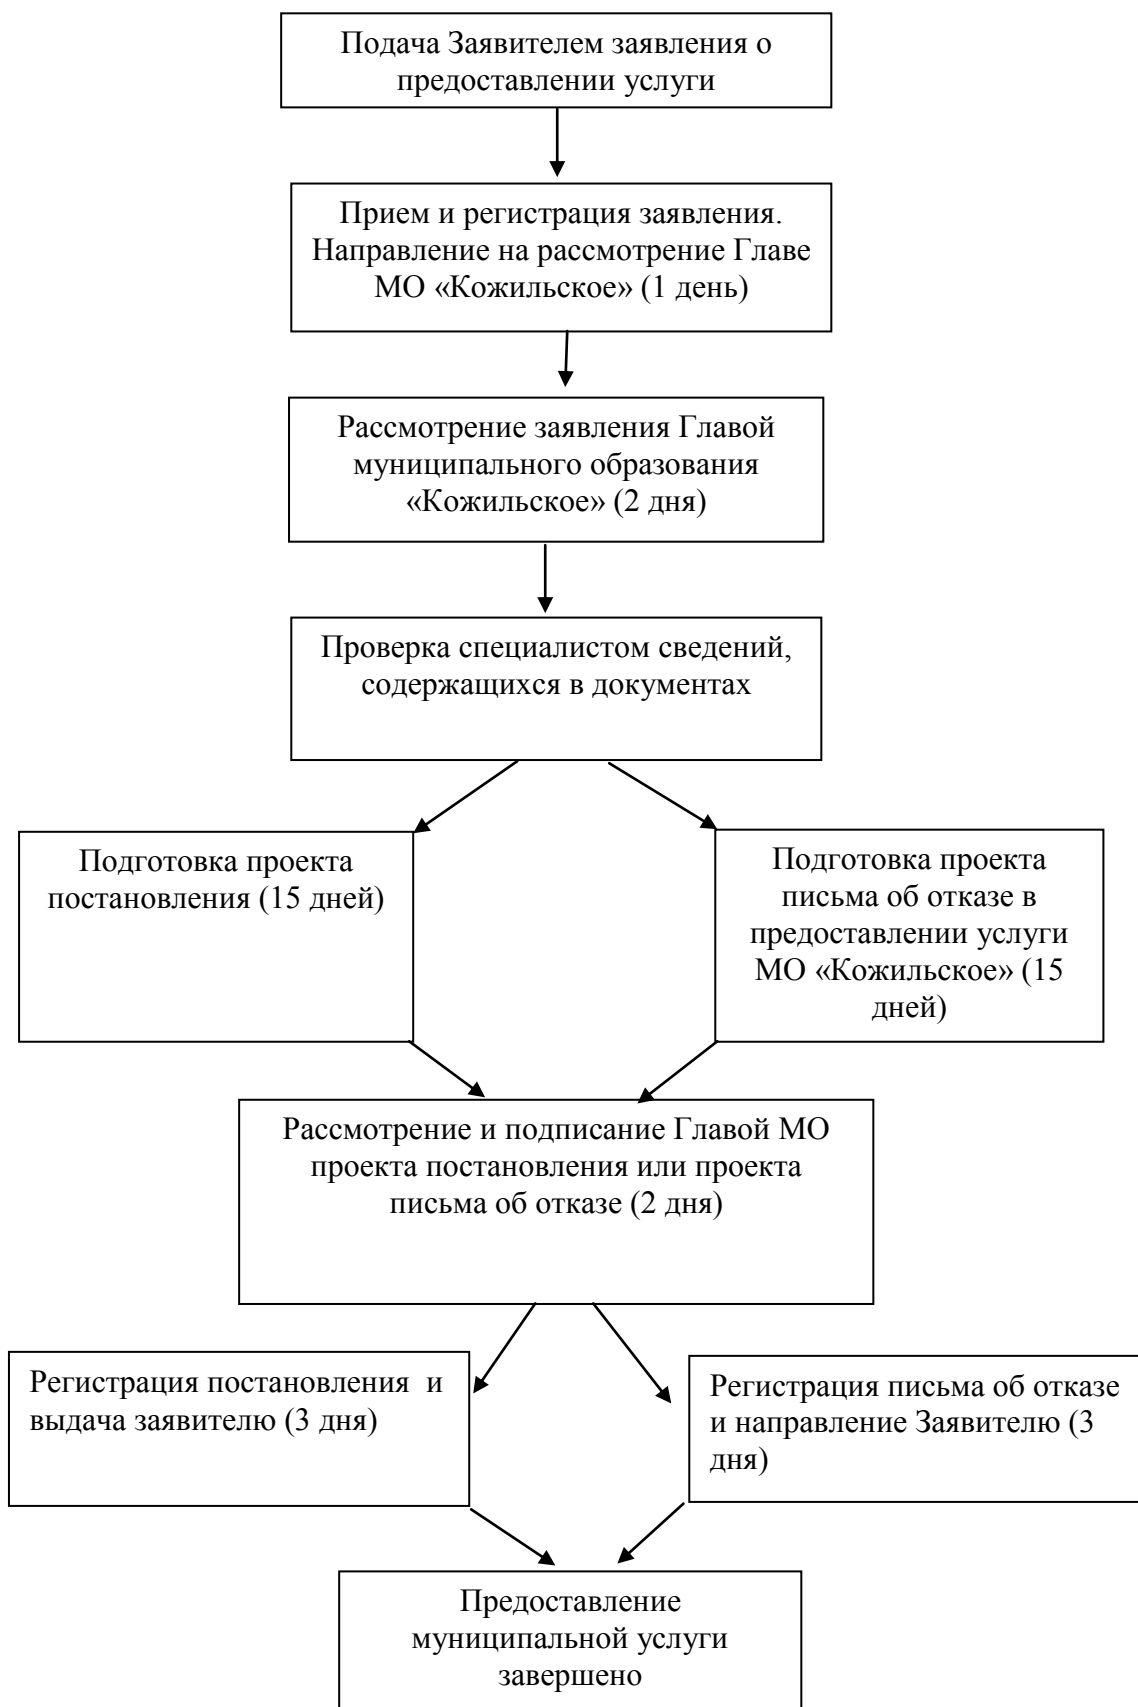 Подача Заявителем заявления о
предоставлении услуги
Прием и регистрация заявления.
Направление на рассмотрение Главе
МО «Кожильское» (1 день)
Рассмотрение заявления Главой
муниципального образования
«Кожильское» (2 дня)
Проверка специалистом сведений,
содержащихся в документах
Подготовка проекта
постановления (15 дней)
Подготовка проекта
письма об отказе в
предоставлении услуги
МО «Кожильское» (15
дней)
Рассмотрение и подписание Главой МО
проекта постановления или проекта
письма об отказе (2 дня)
Регистрация постановления и
выдача заявителю (3 дня)
Регистрация письма об отказе
и направление Заявителю (3
дня)
Предоставление
муниципальной услуги
завершено